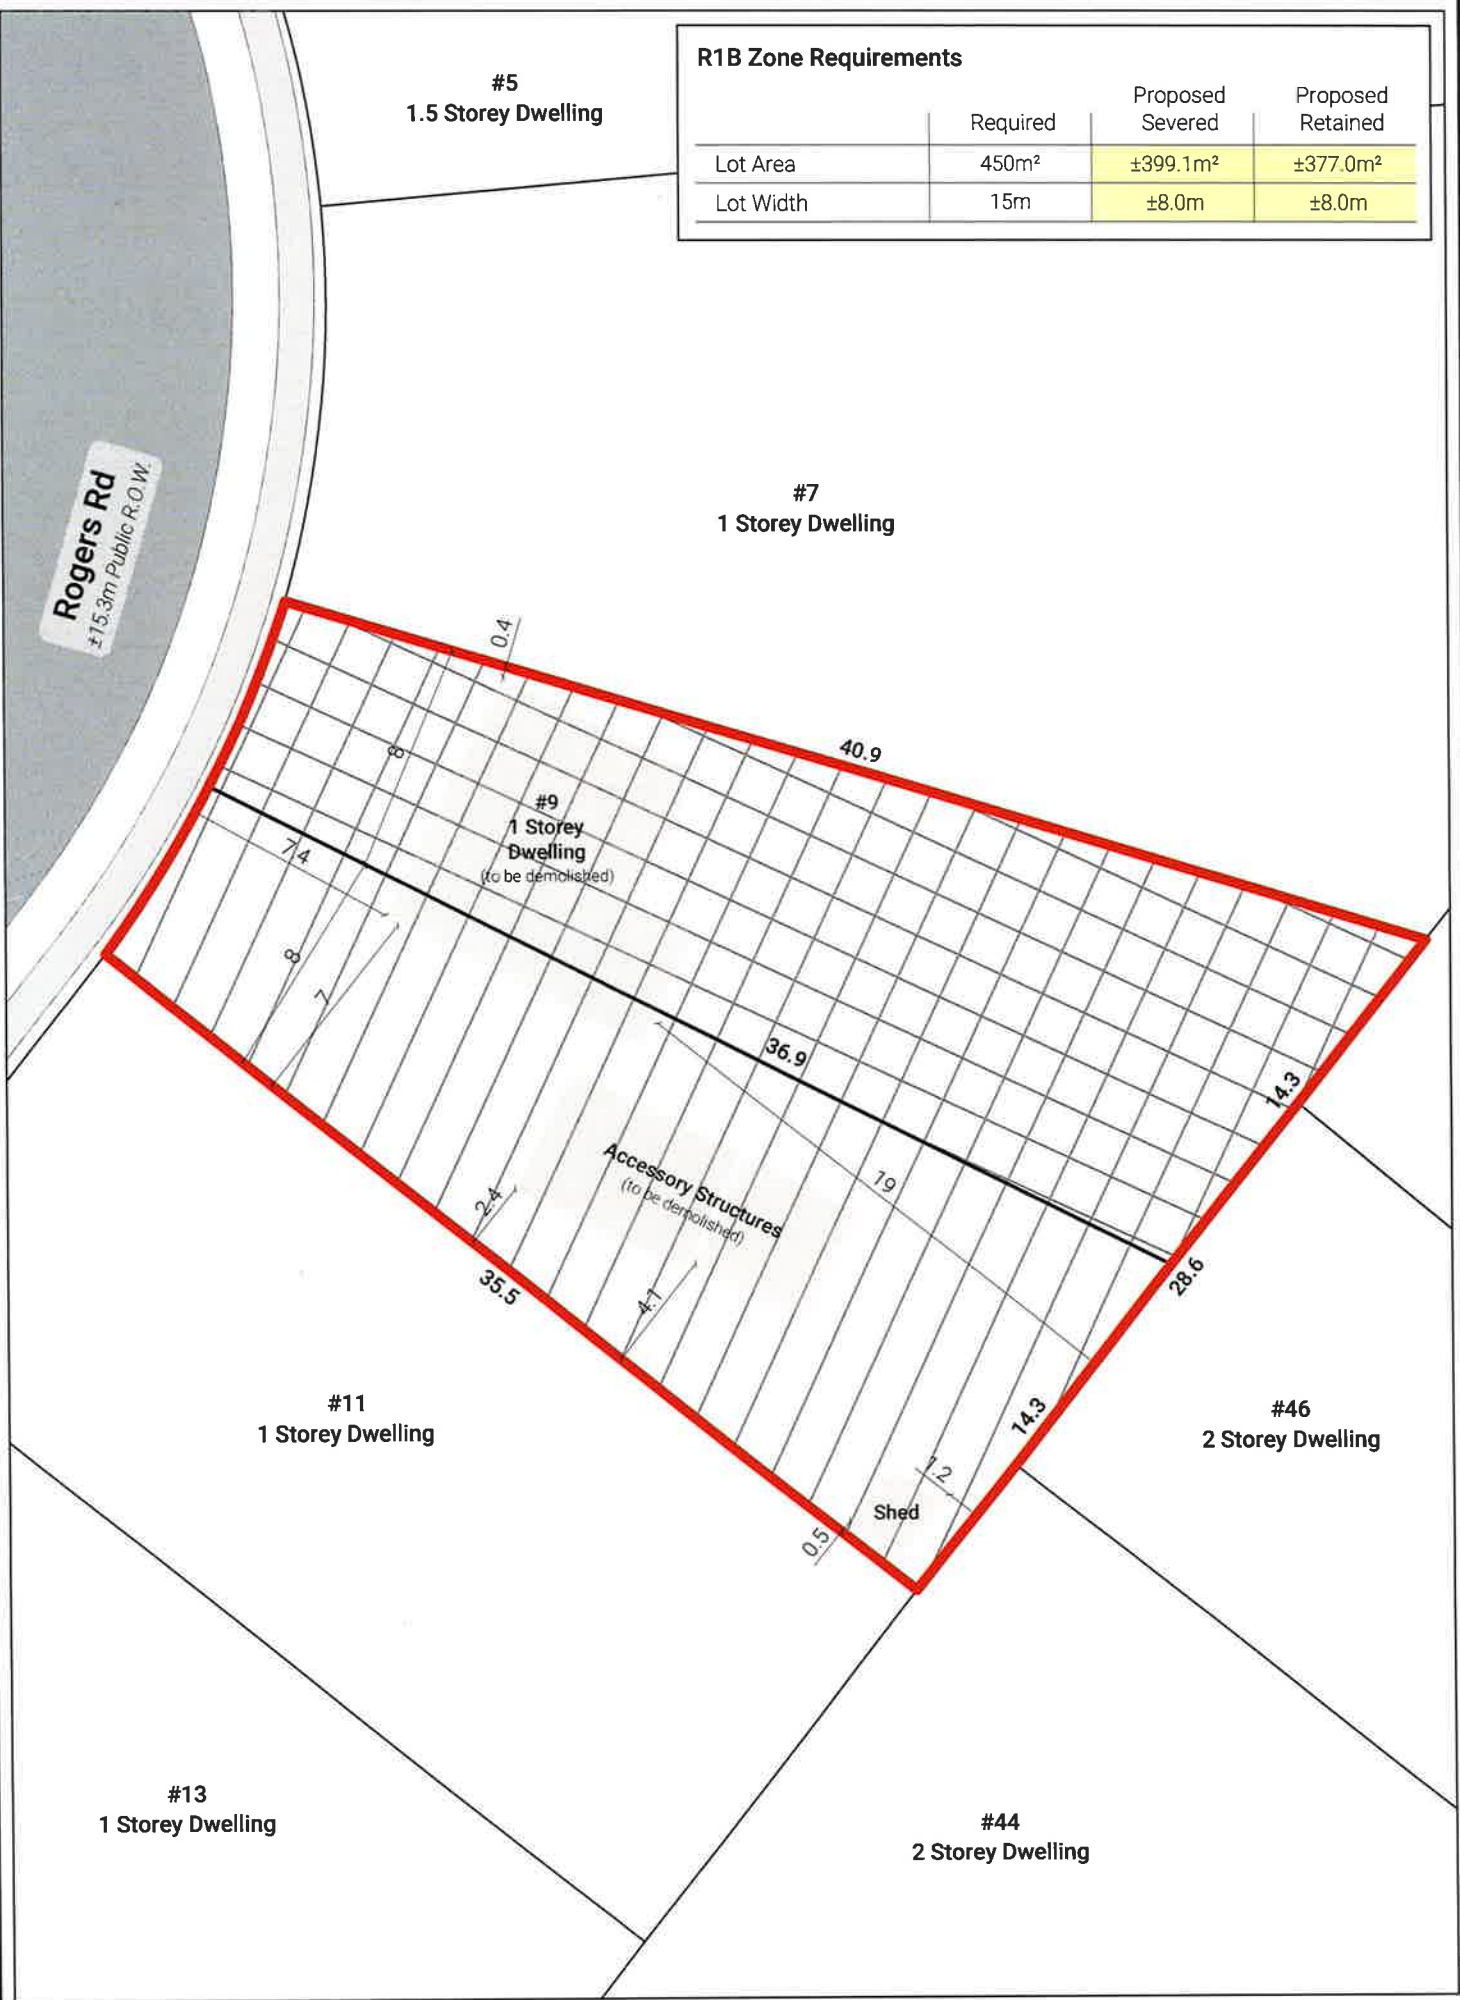 R1B Zone Requirements
Required Proposed Severed Proposed Retained
Lot Area 450m² ±399.1m² ±377.0m²
Lot Width 15m ±8.0m ±8.0m
#5
1.5 Storey Dwelling
#7
1 Storey Dwelling
Rogers Rd
±15.3m Public R.O.W.
0.4
40.9
8
#9
1 Storey
Dwelling
(to be demolished)
7.4
8
7
36.9
14.3
Accessory Structures
(to be demolished)
19
2.4
35.5
4.1
28.6
14.3
1.2
Shed
0.5
#11
1 Storey Dwelling
#46
2 Storey Dwelling
#13
1 Storey Dwelling
#44
2 Storey Dwelling